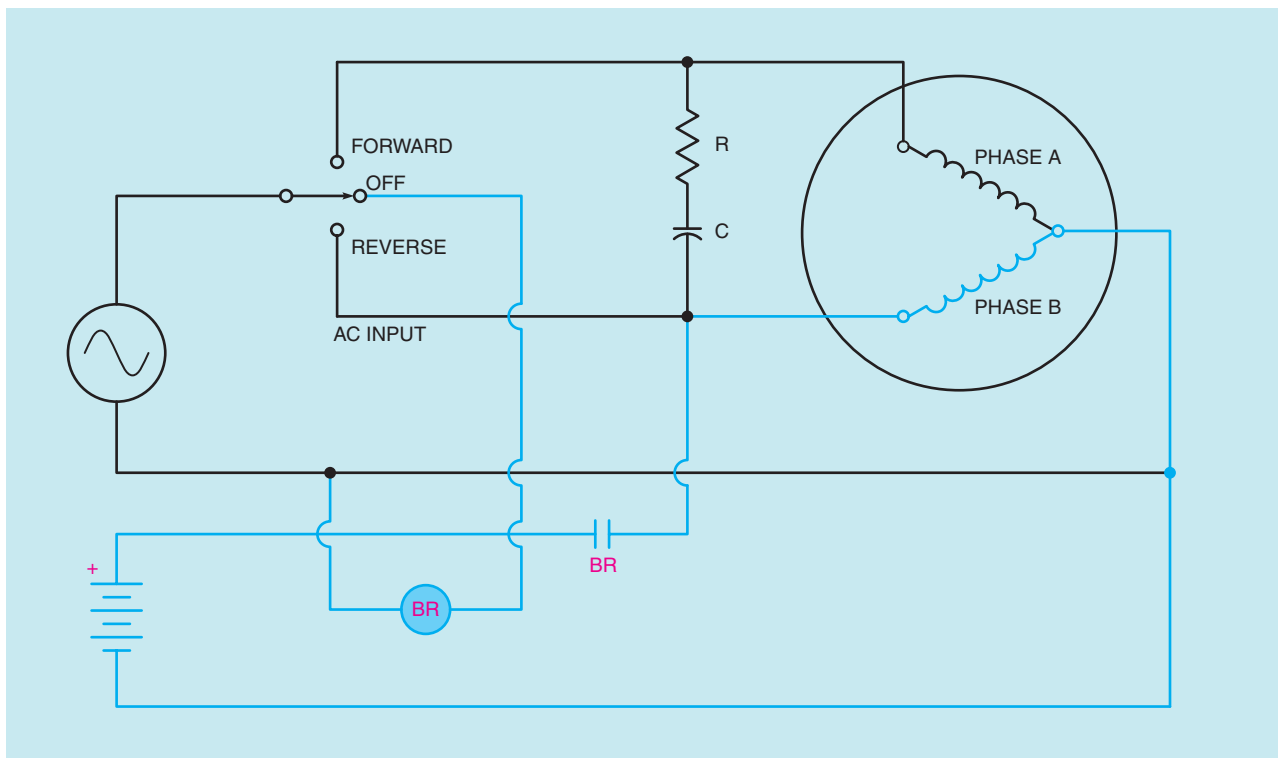 FORWARD
OFF
REVERSE
AC INPUT
R
C
PHASE A
PHASE B
BR
+
BR